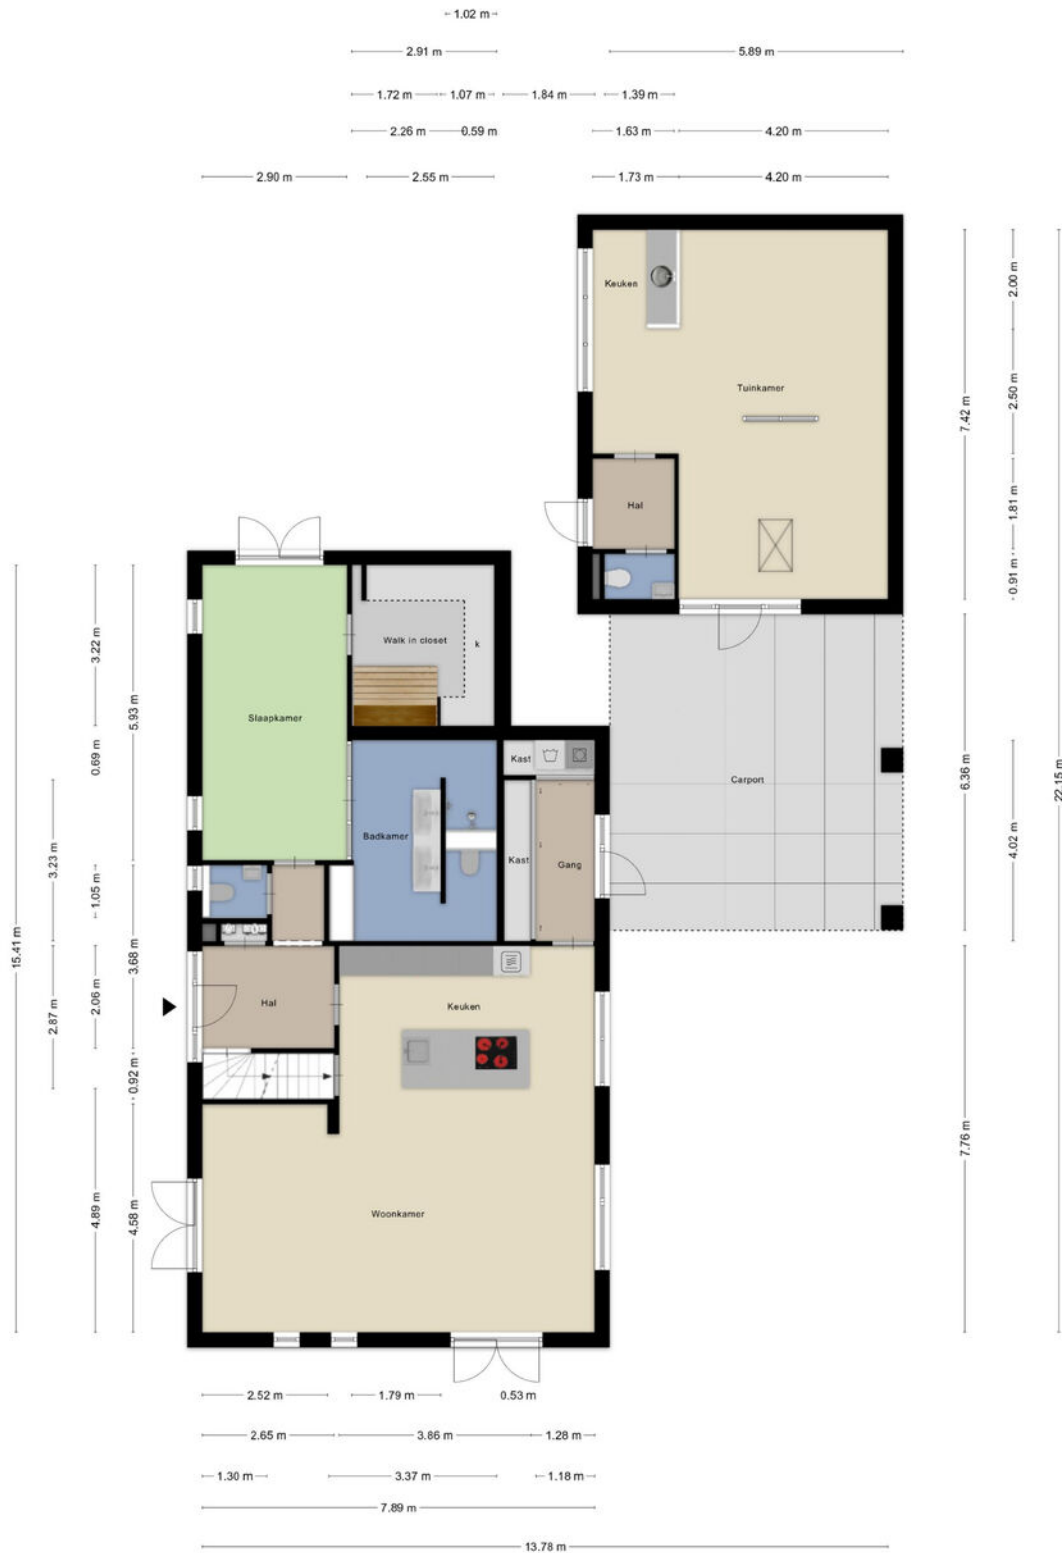 1.02 m
2.91 m
5.89 m
1.72 m
1.07 m
1.84 m
1.39 m
2.26 m
0.59 m
1.63 m
4.20 m
2.90 m
2.55 m
1.73 m
4.20 m
Keuken
Tuinkamer
Hal
Walk in closet
k
Slaapkamer
Kast
Carport
Badkamer
Kast
Gang
Hal
Keuken
Woonkamer
15.41 m
3.23 m
2.87 m
3.22 m
0.69 m
1.05 m
2.06 m
4.89 m
5.93 m
3.68 m
0.92 m
4.58 m
7.42 m
6.36 m
7.76 m
2.00 m
2.50 m
1.81 m
0.91 m
4.02 m
22.15 m
2.52 m
1.79 m
0.53 m
2.65 m
3.86 m
1.28 m
1.30 m
3.37 m
1.18 m
7.89 m
13.78 m